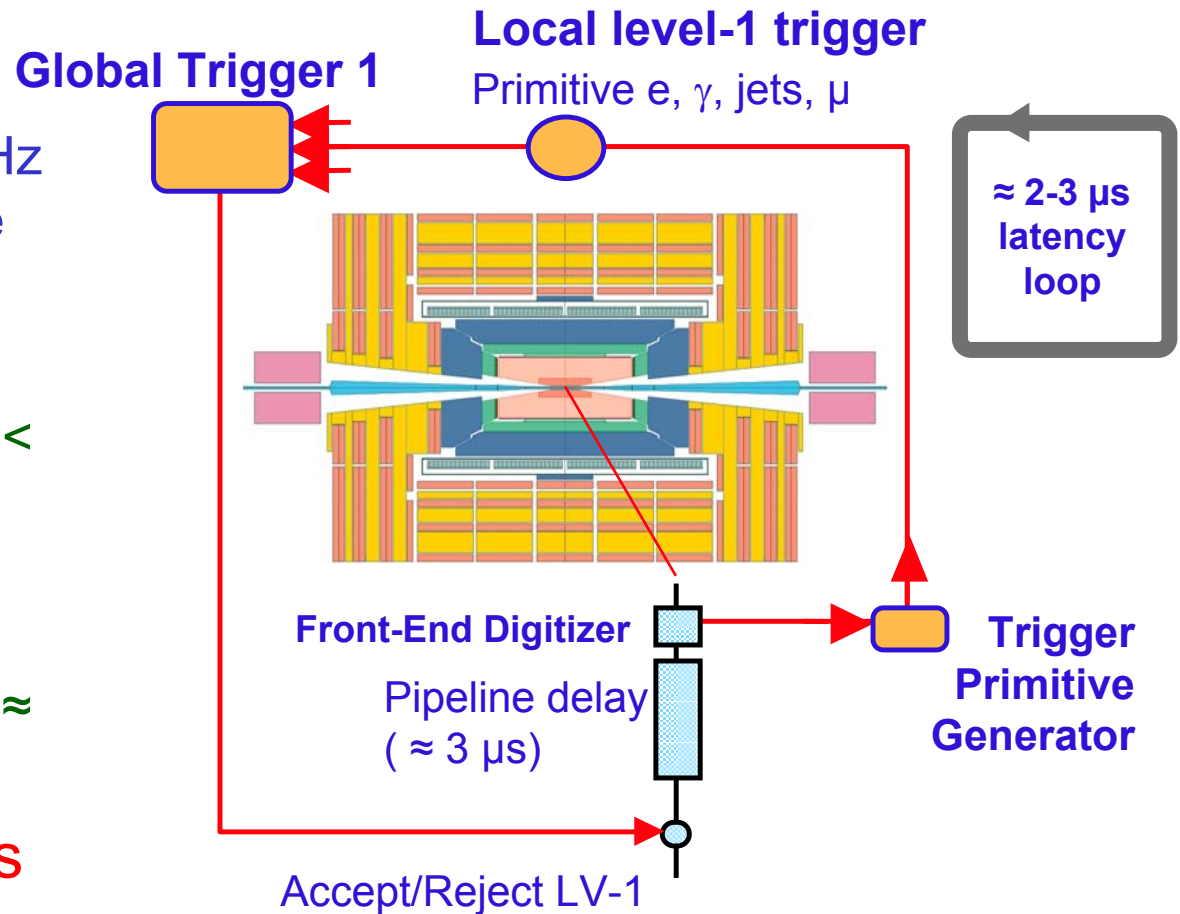 Local level-1 trigger
Global Trigger 1
Primitive e, γ, jets, μ
Hz
e
≈ 2-3 μs
latency
loop
<
Front-End Digitizer
Trigger
Primitive
Generator
Pipeline delay
( ≈ 3 μs)
≈
s
Accept/Reject LV-1